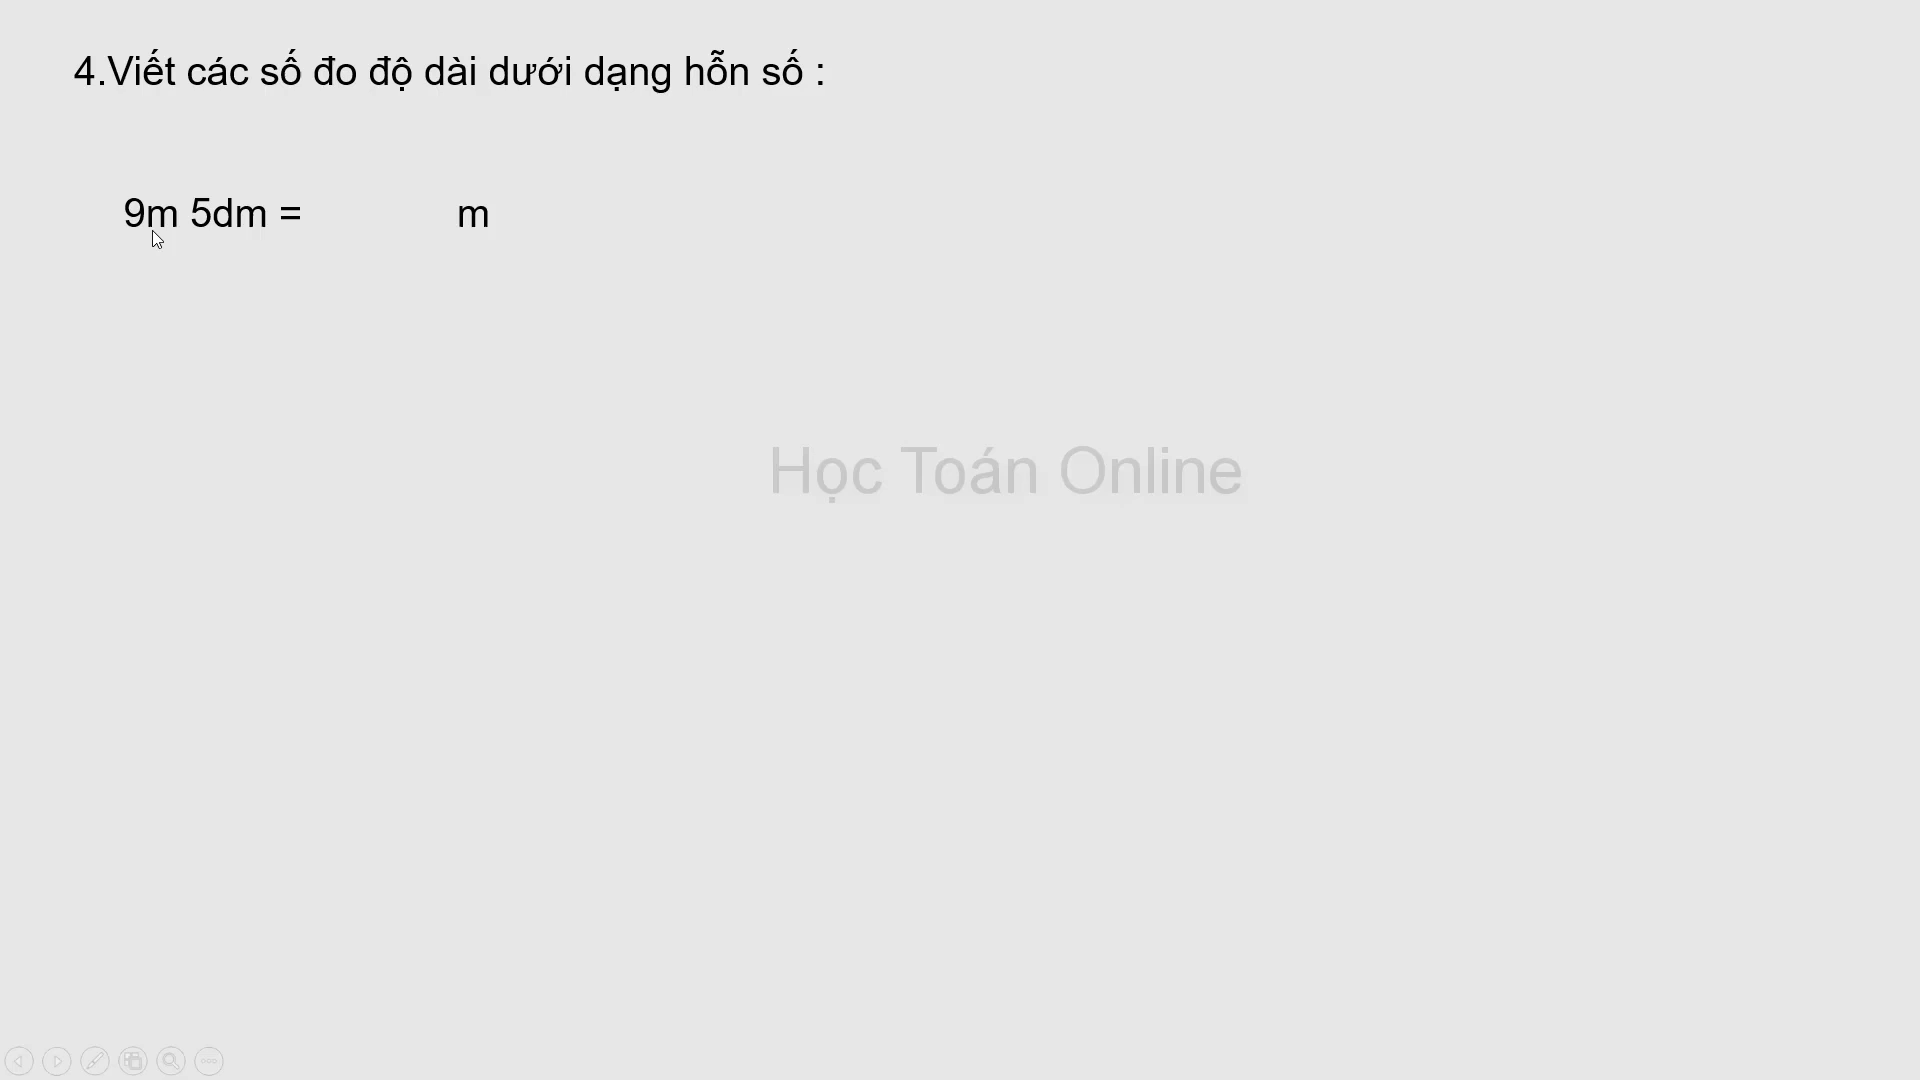 4.Viết các số đo độ dài dưới dạng hỗn số :
9m 5dm = m
Học Toán Online